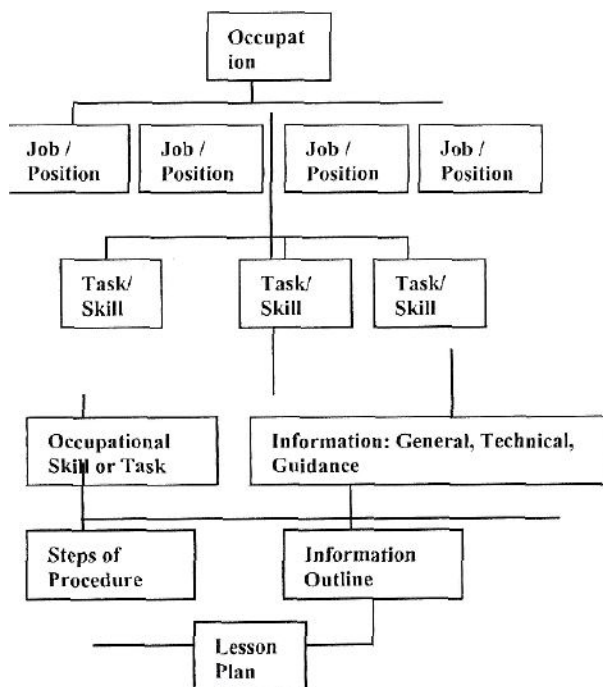 Occupat
ion
Job /
Position
Job /
Position
Job /
Position
Job /
Position
Task/
Skill
Task/
Skill
Task/
Skill
Occupational
Skill or Task
Information: General, Technical,
Guidance
Steps of
Procedure
Information
Outline
Lesson
Plan